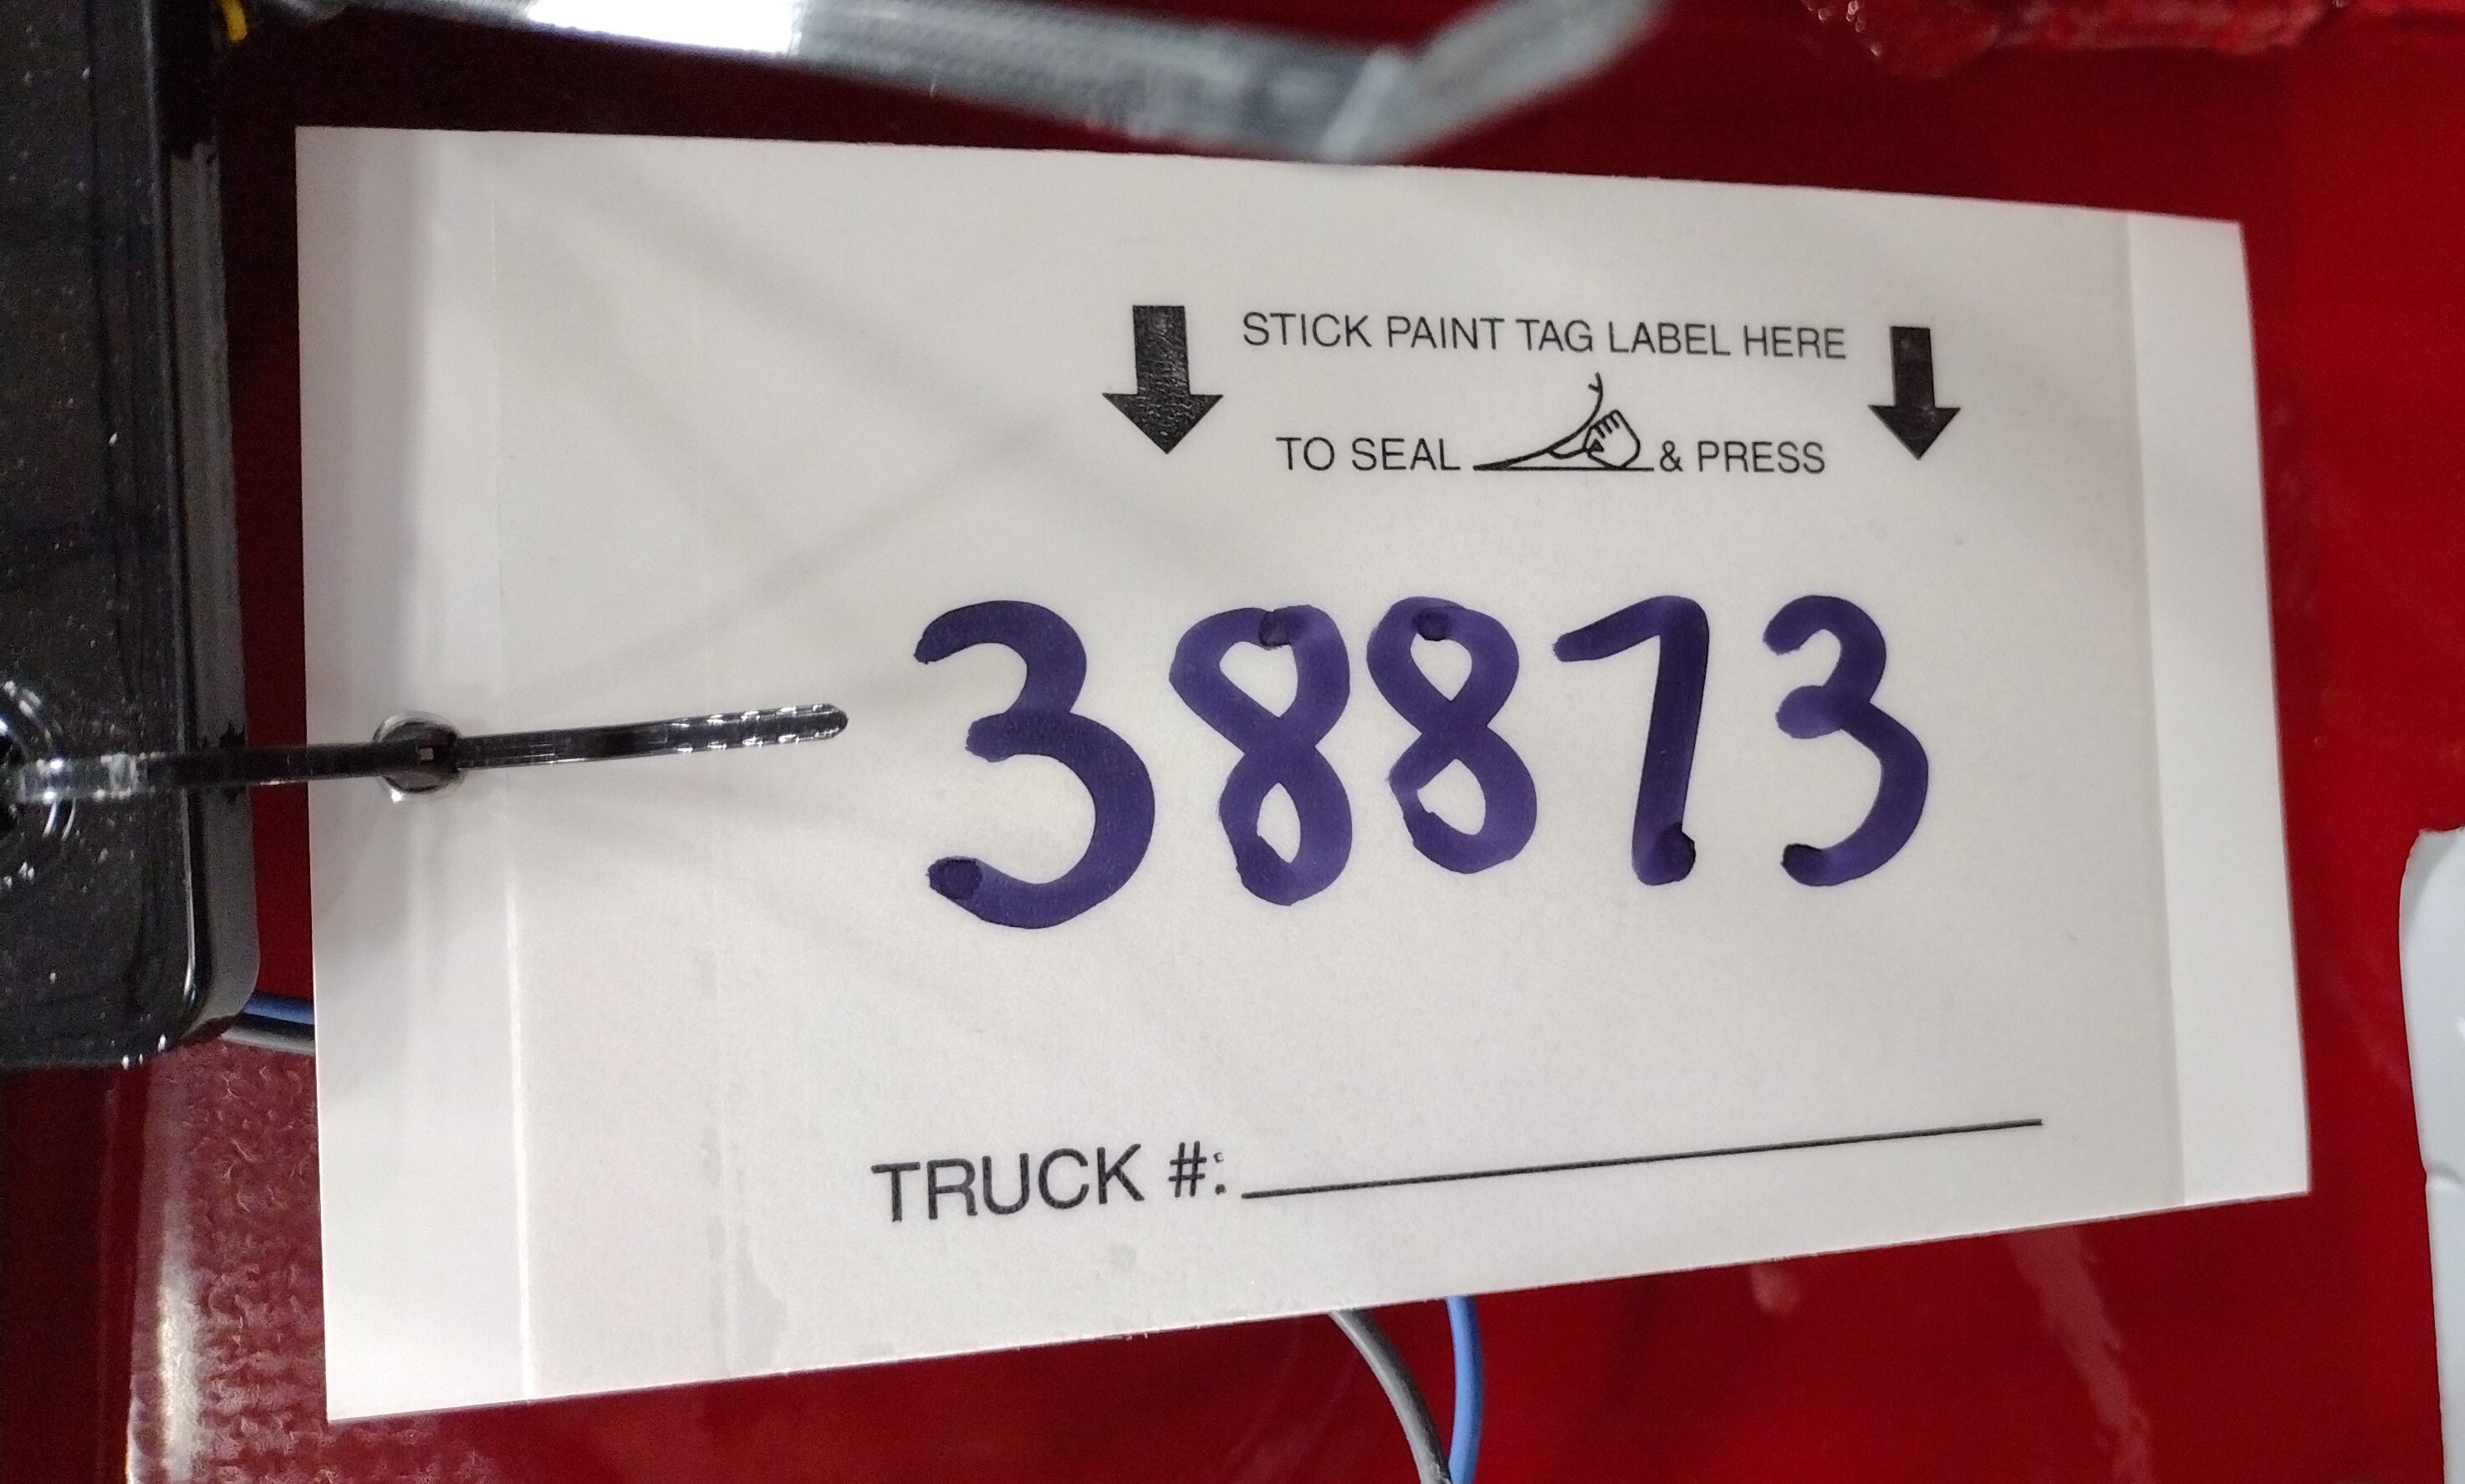 STICK PAINT TAG LABEL HERE
TO SEAL & PRESS
38873
TRUCK #: